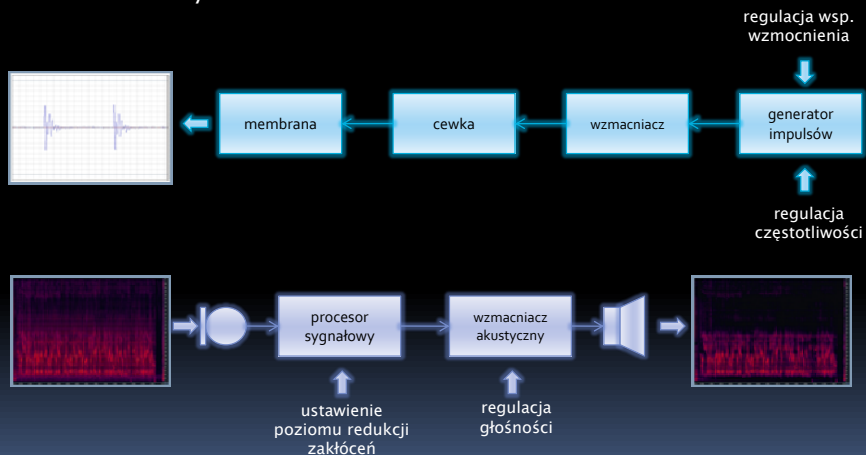 regulacja wsp.
wzmocnienia
membrana
cewka
wzmacniacz
generator
impulsów
regulacja
częstotliwości
procesor
sygnałowy
wzmacniacz
akustyczny
ustawienie
poziomu redukcji
zakłóceń
regulacja
głośności